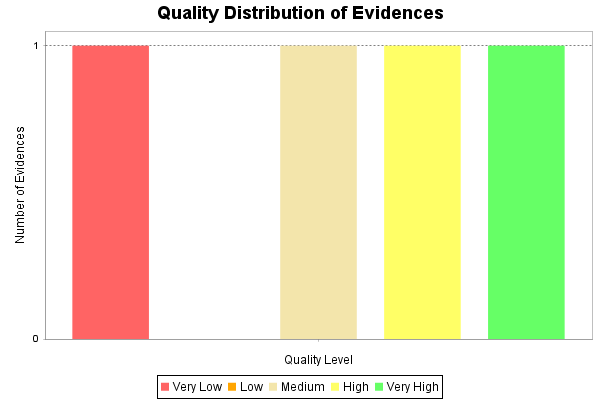 Quality Distribution of Evidences
1
Number of Evidences
0
Quality Level
Very Low Low Medium High Very High